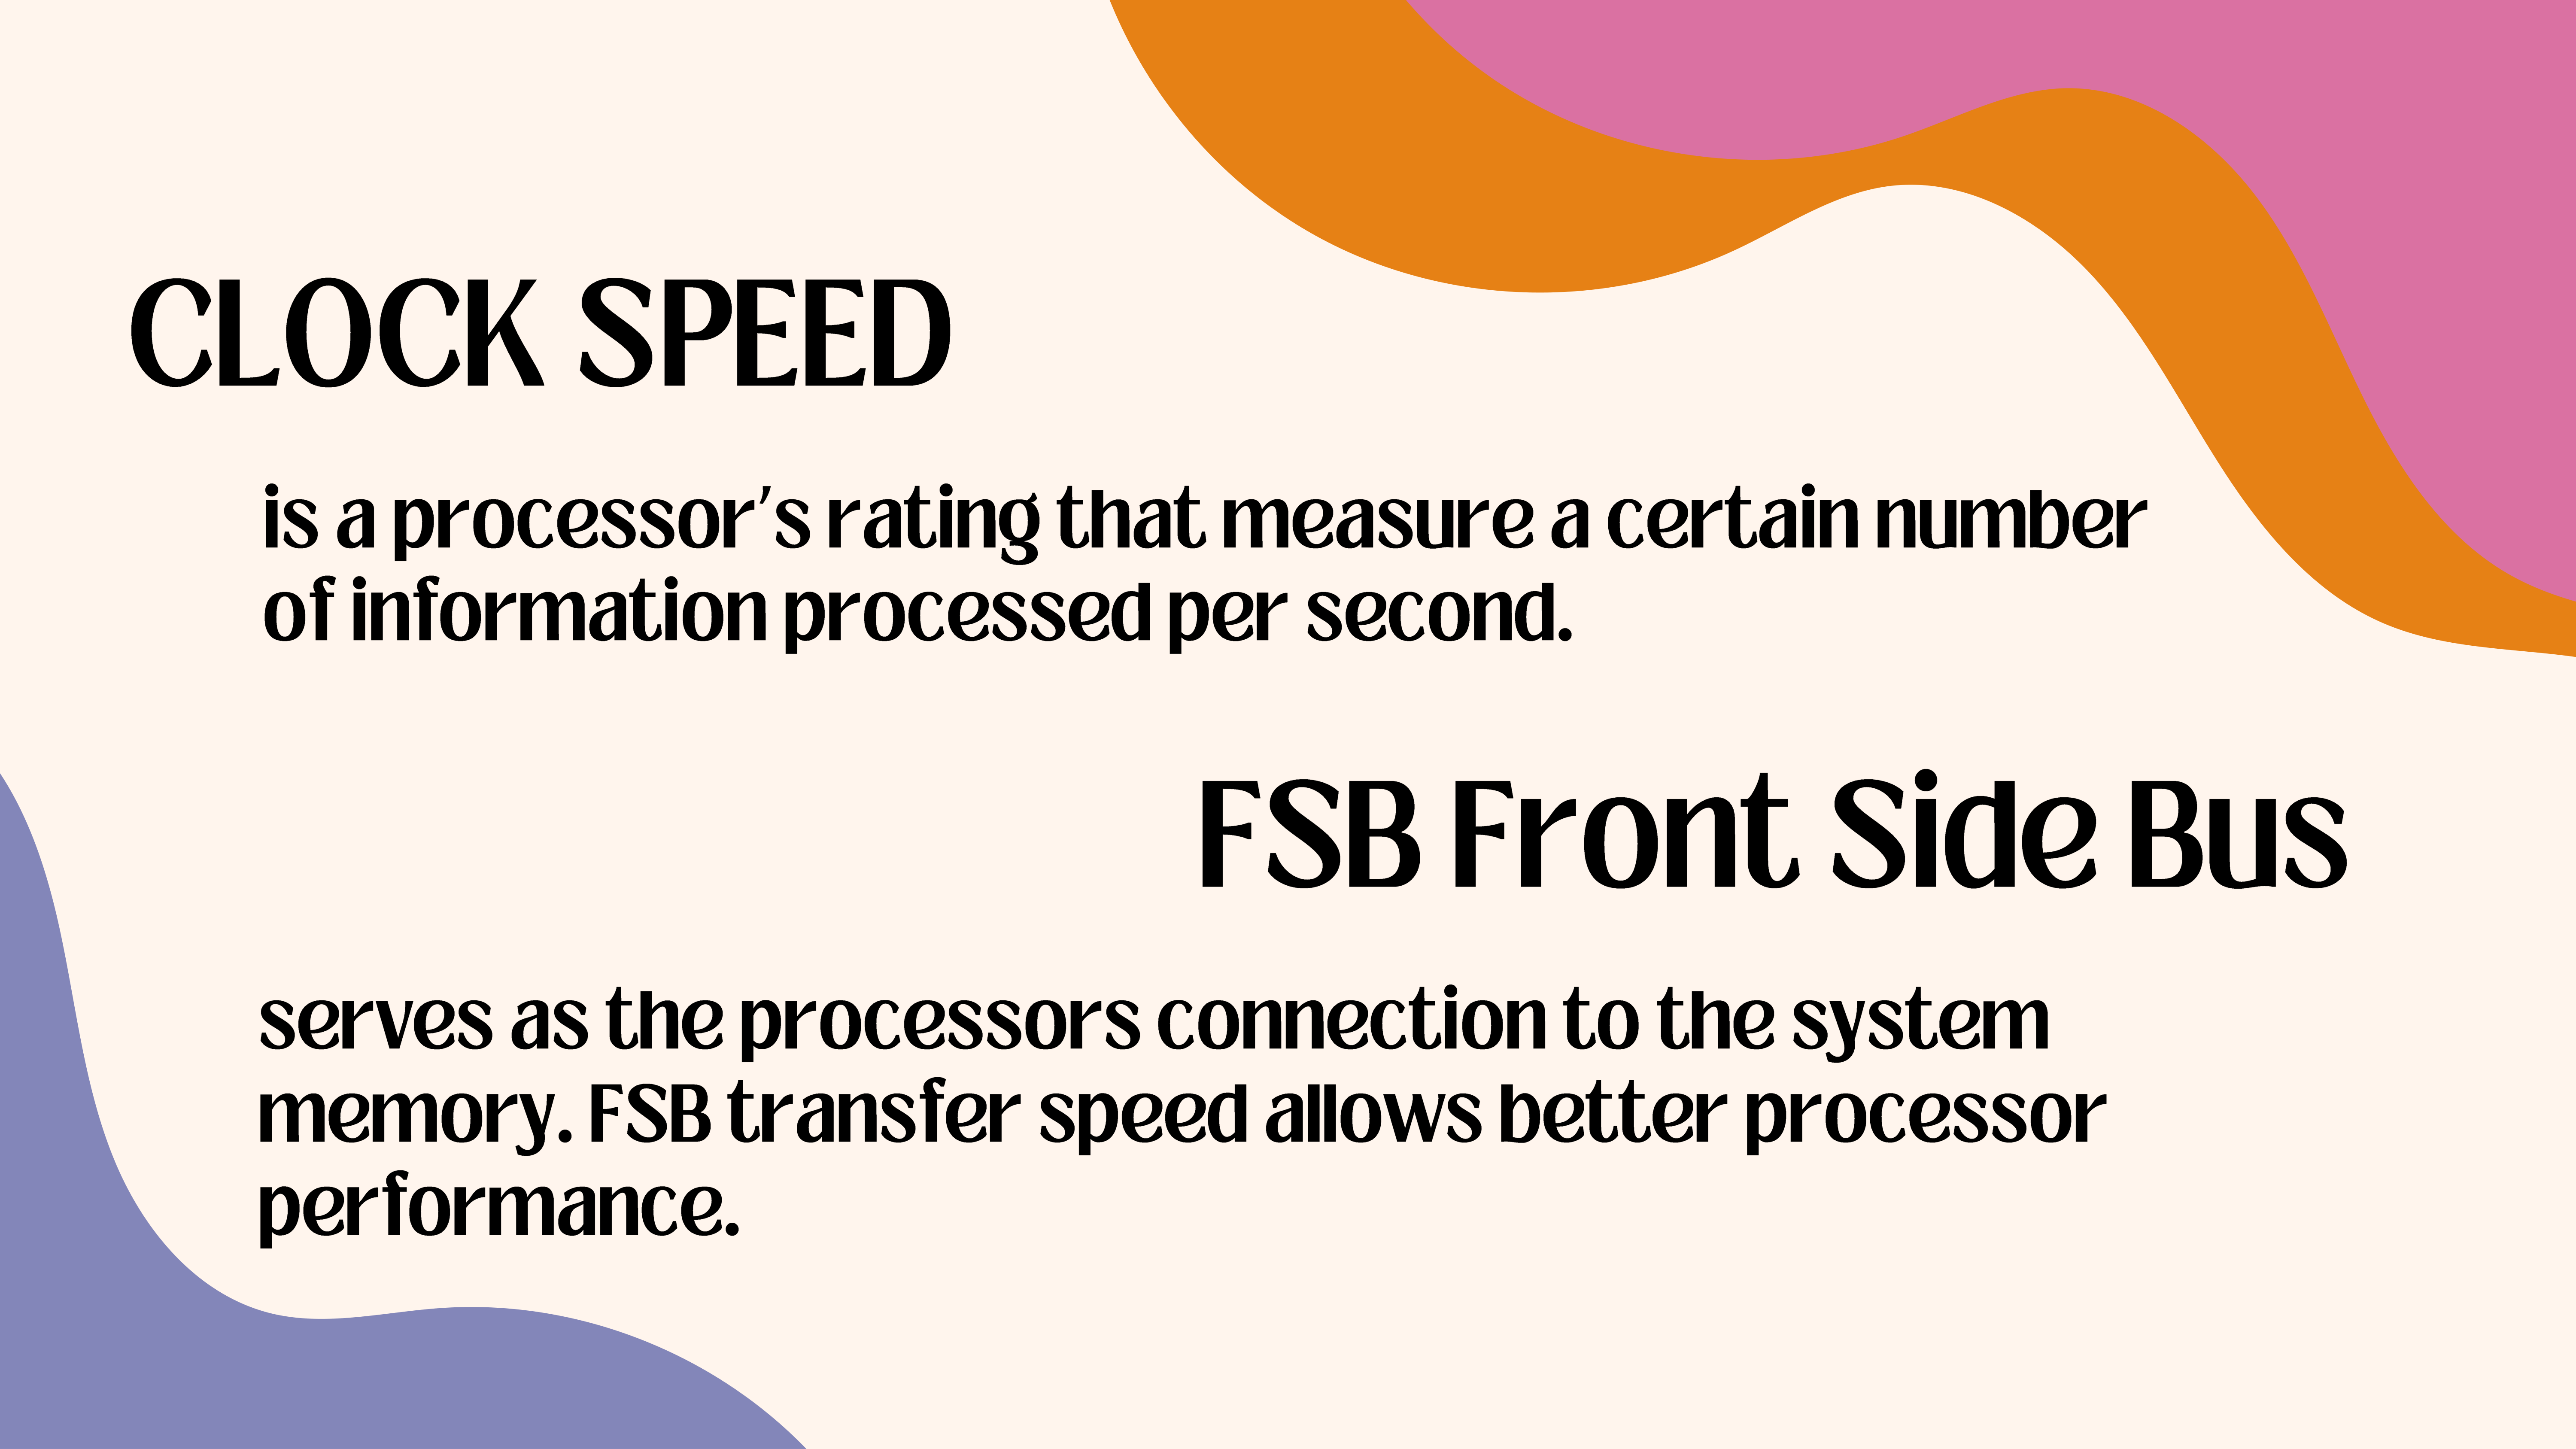 CLOCK SPEED
is a processor's rating that measure a certain number
of information processed per second.
FSB Front Side Bus
serves as the processors connection to the system
memory. FSB transfer speed allows better processor
performance.